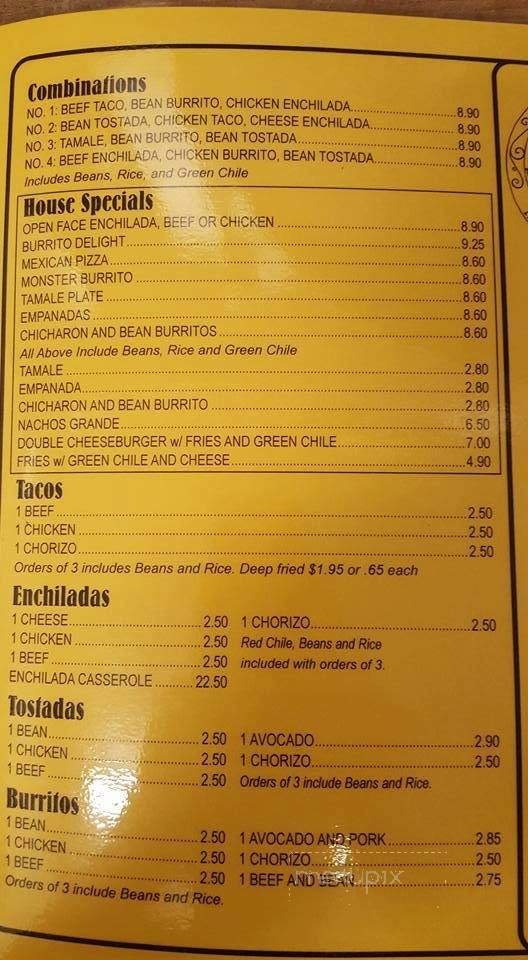 Combinations
NO. 1: BEEF TACO, BEAN BURRITO, CHICKEN ENCHILADA 8.90
NO. 2: BEAN TOSTADA, CHICKEN TACO, CHEESE ENCHILADA 8.90
NO. 3: TAMALE, BEAN BURRITO, BEAN TOSTADA 8.90
NO. 4: BEEF ENCHILADA, CHICKEN BURRITO, BEAN TOSTADA 8.90
Includes Beans, Rice, and Green Chile
House Specials
OPEN FACE ENCHILADA, BEEF OR CHICKEN 8.90
BURRITO DELIGHT 9.25
MEXICAN PIZZA 8.60
MONSTER BURRITO 8.60
TAMALE PLATE 8.60
EMPANADAS 8.60
CHICHARON AND BEAN BURRITOS 8.60
All Above Include Beans, Rice and Green Chile
TAMALE 2.80
EMPANADA 2.80
CHICHARON AND BEAN BURRITO 2.80
NACHOS GRANDE 6.50
DOUBLE CHEESEBURGER w/ FRIES AND GREEN CHILE 7.00
FRIES w/ GREEN CHILE AND CHEESE 4.90
Tacos
1 BEEF 2.50
1 CHICKEN 2.50
1 CHORIZO 2.50
Orders of 3 includes Beans and Rice. Deep fried $1.95 or .65 each
Enchiladas
1 CHEESE 2.50
1 CHICKEN 2.50
1 BEEF 2.50
ENCHILADA CASSEROLE 22.50
1 CHORIZO 2.50
Red Chile, Beans and Rice
included with orders of 3.
Tostadas
1 BEAN 2.50
1 CHICKEN 2.50
1 BEEF 2.50
1 AVOCADO 2.90
1 CHORIZO 2.50
Orders of 3 include Beans and Rice.
Burritos
1 BEAN 2.50
1 CHICKEN 2.50
1 BEEF 2.50
Orders of 3 include Beans and Rice.
1 AVOCADO AND PORK 2.85
1 CHORIZO 2.50
1 BEEF AND BEAN 2.75
menupix